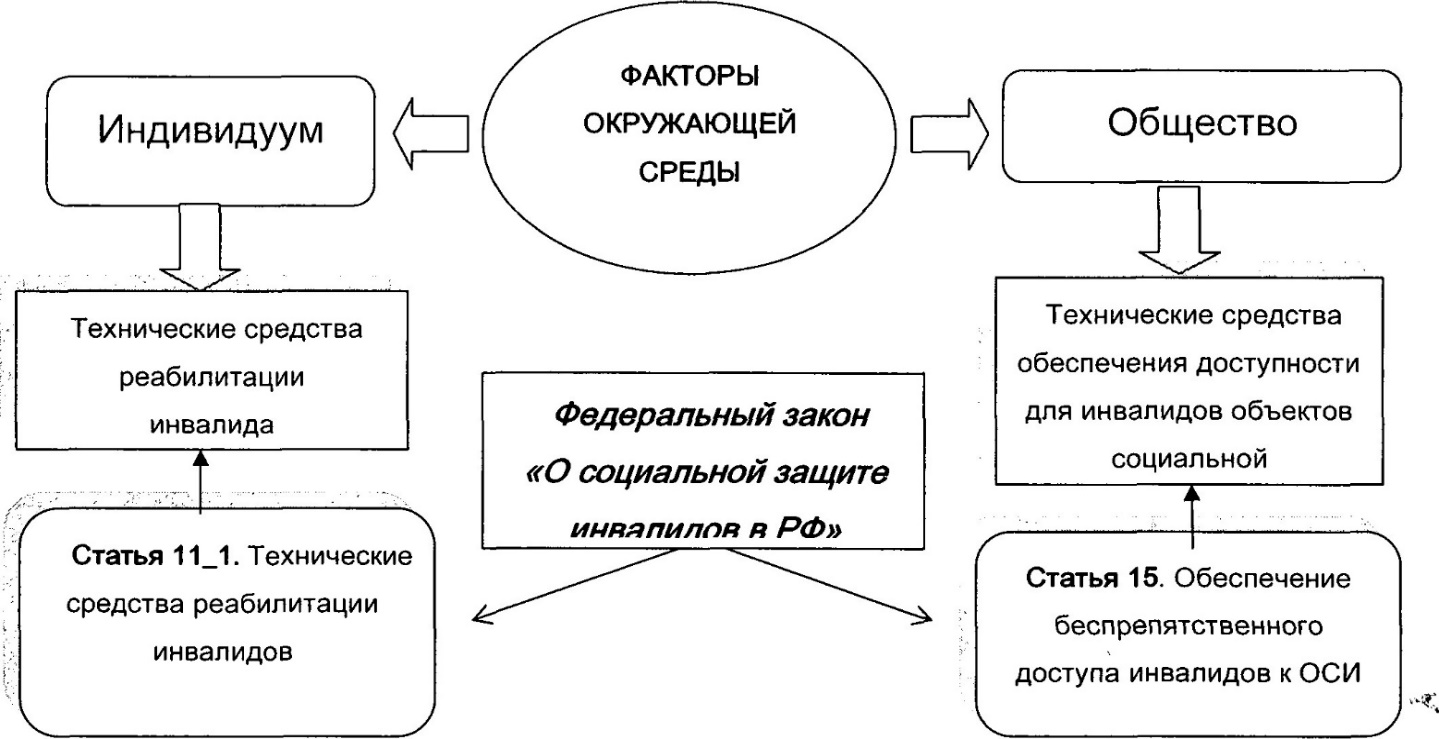 ФАКТОРЫ
ОКРУЖАЮЩЕЙ
СРЕДЫ
Индивидуум
Общество
Технические средства
реабилитации
инвалида
Технические средства
обеспечения доступности
для инвалидов объектов
социальной
Федеральный закон
«О социальной защите
инвалидов в РФ»
Статья 11_1. Технические
средства реабилитации
инвалидов
Статья 15. Обеспечение
беспрепятственного
доступа инвалидов к ОСИ